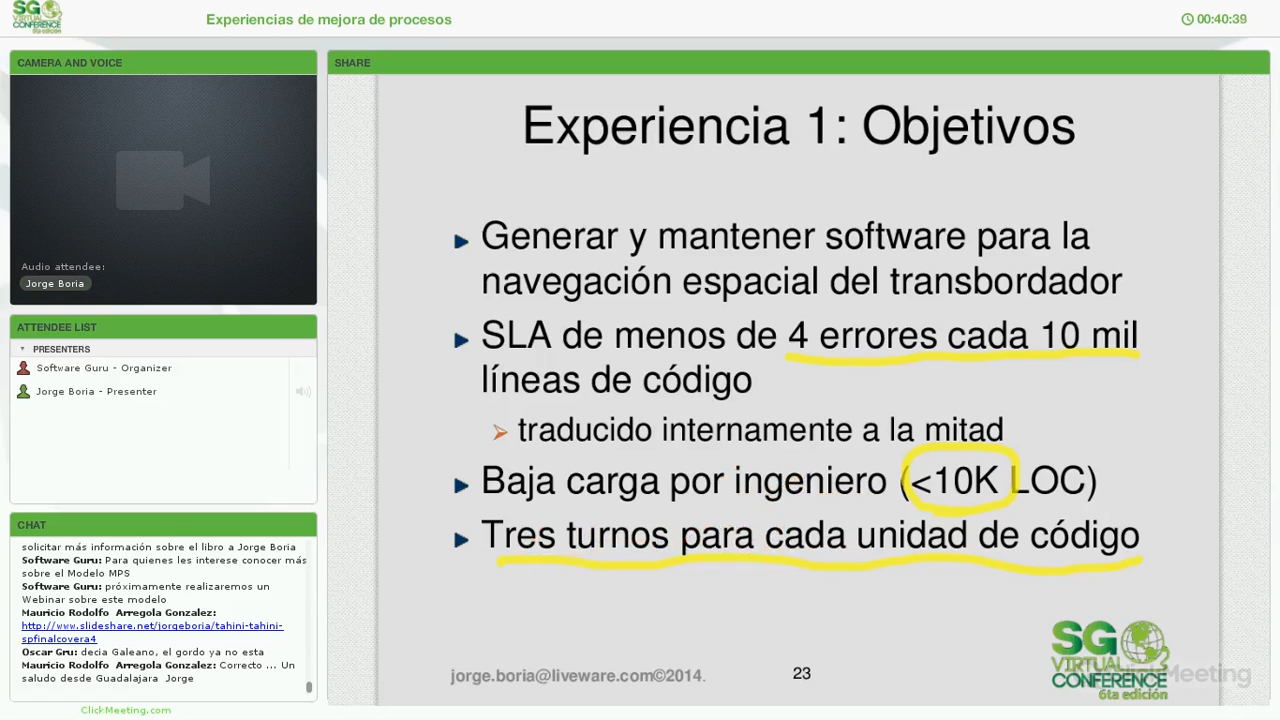 SG
VIRTUAL
CONFERENCE
6ta edición
Experiencias de mejora de procesos
00:40:39
CAMERA AND VOICE
Audio attendee:
Jorge Boria
ATTENDEE LIST
PRESENTERS
Software Guru - Organizer
Jorge Boria - Presenter
CHAT
solicitar más información sobre el libro a Jorge Boria
Software Guru: Para quienes les interese conocer más
sobre el Modelo MPS
Software Guru: próximamente realizaremos un
Webinar sobre este modelo
Mauricio Rodolfo Arregola Gonzalez:
http://www.slideshare.net/jorgeboria/tahini-tahini-
spfinalcovera4
Oscar Gru: decia Galeano, el gordo ya no esta
Mauricio Rodolfo Arregola Gonzalez: Correcto ... Un
saludo desde Guadalajara Jorge
ClickMeeting.com
SHARE
Experiencia 1: Objetivos
Generar y mantener software para la
navegación espacial del transbordador
SLA de menos de 4 errores cada 10 mil
líneas de código
traducido internamente a la mitad
Baja carga por ingeniero (<10K LOC)
Tres turnos para cada unidad de código
jorge.boria@liveware.com©2014.
23
SG
VIRTUAL
CONFERENCE
6ta edición
ClickMeeting